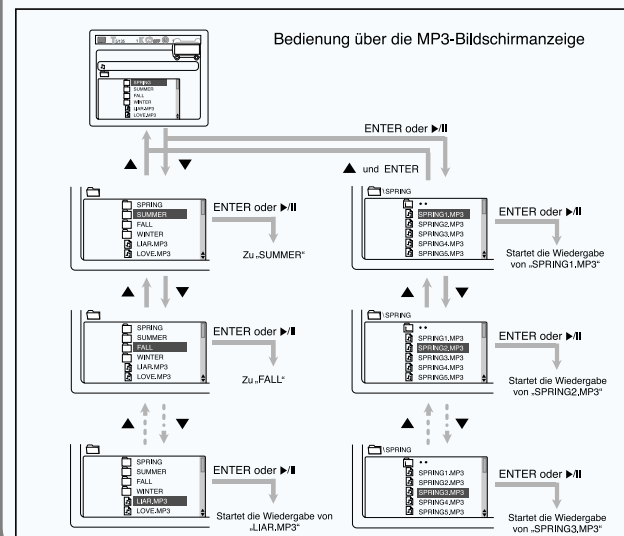 Bedienung über die MP3-Bildschirmanzeige
SPRING
SUMMER
FALL
WINTER
LIAR.MP3
LOVE.MP3
ENTER oder ▶/II
▲ und ENTER
▲ ▼
SPRING
SUMMER
FALL
WINTER
LIAR.MP3
LOVE.MP3
ENTER oder ▶/II
Zu „SUMMER“
\SPRING
..
SPRING1.MP3
SPRING2.MP3
SPRING3.MP3
SPRING4.MP3
SPRING5.MP3
ENTER oder ▶/II
Startet die Wiedergabe
von „SPRING1.MP3“
▲ ▼
▲ ▼
SPRING
SUMMER
FALL
WINTER
LIAR.MP3
LOVE.MP3
ENTER oder ▶/II
Zu „FALL“
\SPRING
..
SPRING1.MP3
SPRING2.MP3
SPRING3.MP3
SPRING4.MP3
SPRING5.MP3
ENTER oder ▶/II
Startet die Wiedergabe
von „SPRING2.MP3“
▲ ▼
▲ ▼
SPRING
SUMMER
FALL
WINTER
LIAR.MP3
LOVE.MP3
ENTER oder ▶/II
Startet die Wiedergabe von
„LIAR.MP3“
\SPRING
..
SPRING1.MP3
SPRING2.MP3
SPRING3.MP3
SPRING4.MP3
SPRING5.MP3
ENTER oder ▶/II
Startet die Wiedergabe
von „SPRING3.MP3“